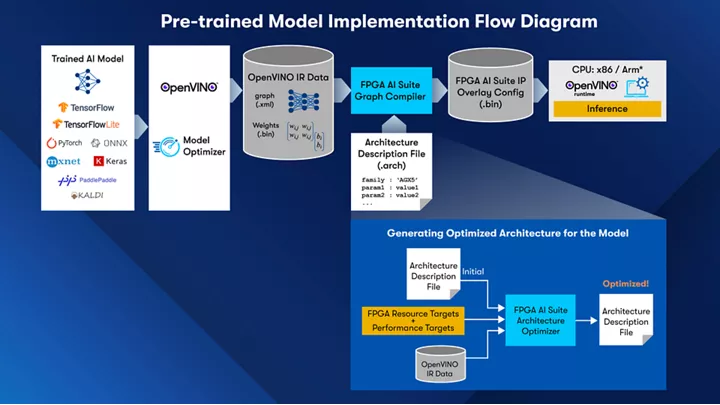 Pre-trained Model Implementation Flow Diagram
Trained AI Model
TensorFlow
TensorFlowLite
PyTorch
ONNX
mxnet
Keras
PaddlePaddle
KALDI
OpenVINO
Model
Optimizer
OpenVINO IR Data
graph
(.xml)
Weights
(.bin)
FPGA AI Suite
Graph Compiler
FPGA AI Suite IP
Overlay Config
(.bin)
CPU: x86 / Arm*
OpenVINO
runtime
Inference
Architecture
Description File
(.arch)
family : 'AGX5'
param1 : value1
param2 : value2
...
Generating Optimized Architecture for the Model
Architecture
Description
File
Initial
FPGA Resource Targets
+
Performance Targets
OpenVINO
IR Data
FPGA AI Suite
Architecture
Optimizer
Optimized!
Architecture
Description
File